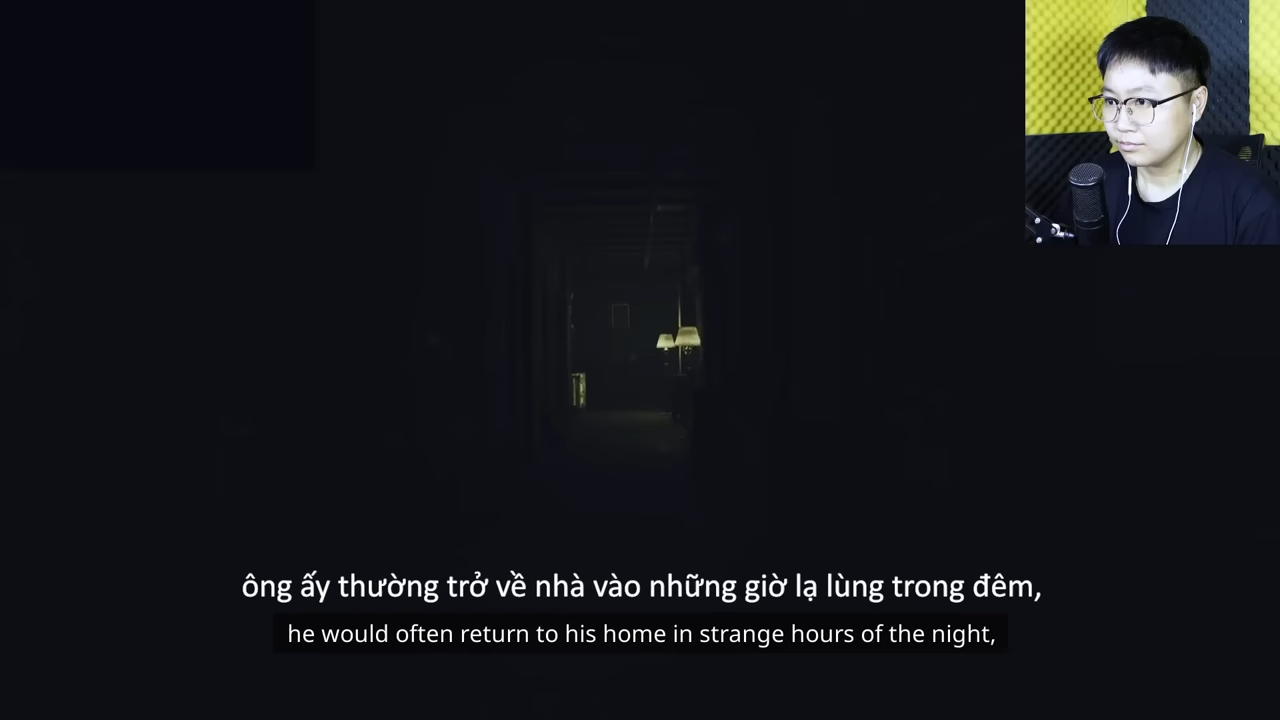 ông ấy thường trở về nhà vào những giờ lạ lùng trong đêm,
he would often return to his home in strange hours of the night,